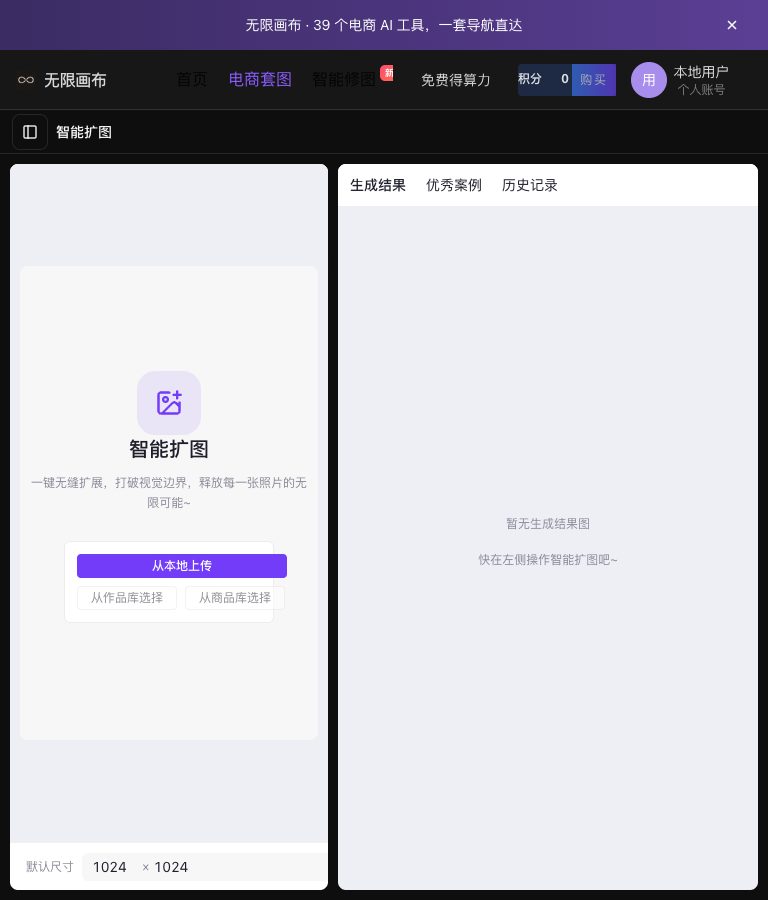 无限画布 · 39 个电商 AI 工具，一套导航直达
×
无限画布
首页
电商套图
智能修图
新
免费得算力
积分
0
购买
用
本地用户
个人账号
智能扩图
生成结果
优秀案例
历史记录
智能扩图
一键无缝扩展，打破视觉边界，释放每一张照片的无
限可能~
从本地上传
从作品库选择
从商品库选择
暂无生成结果图
快在左侧操作智能扩图吧~
默认尺寸
1024 × 1024